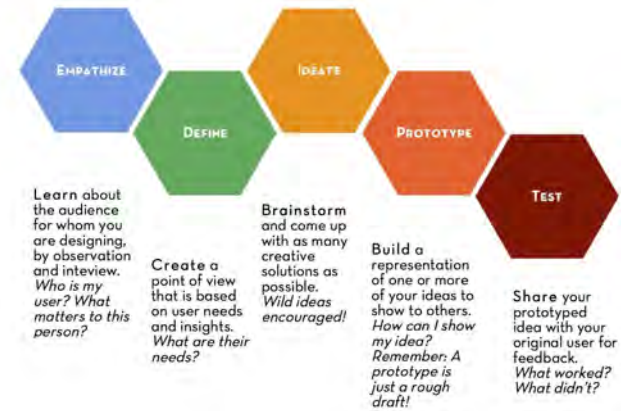 EMPATHIZE
DEFINE
IDEATE
PROTOTYPE
TEST
Learn about
the audience
for whom you
are designing,
by observation
and inteview.
Who is my
user? What
matters to this
person?
Create a
point of view
that is based
on user needs
and insights.
What are their
needs?
Brainstorm
and come up
with as many
creative
solutions as
possible.
Wild ideas
encouraged!
Build a
representation
of one or more
of your ideas to
show to others.
How can I show
my idea?
Remember: A
prototype is
just a rough
draft!
Share your
prototyped
idea with your
original user for
feedback.
What worked?
What didn't?